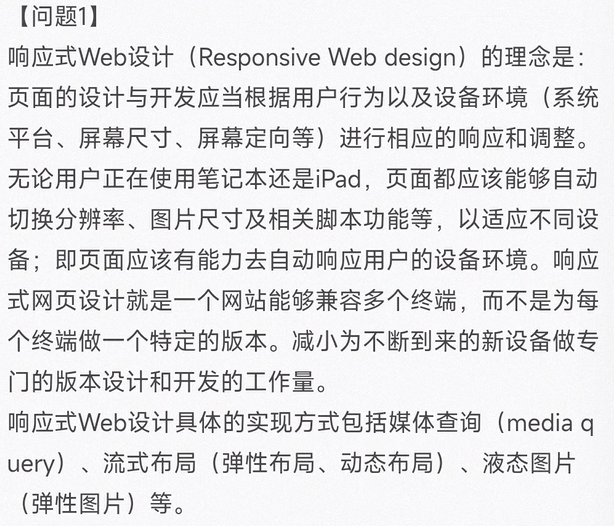 【问题1】
响应式Web设计（Responsive Web design）的理念是：
页面的设计与开发应当根据用户行为以及设备环境（系统
平台、屏幕尺寸、屏幕定向等）进行相应的响应和调整。
无论用户正在使用笔记本还是iPad，页面都应该能够自动
切换分辨率、图片尺寸及相关脚本功能等，以适应不同设
备；即页面应该有能力去自动响应用户的设备环境。响应
式网页设计就是一个网站能够兼容多个终端，而不是为每
个终端做一个特定的版本。减小为不断到来的新设备做专
门的版本设计和开发的工作量。
响应式Web设计具体的实现方式包括媒体查询（media q
uery）、流式布局（弹性布局、动态布局）、液态图片
（弹性图片）等。